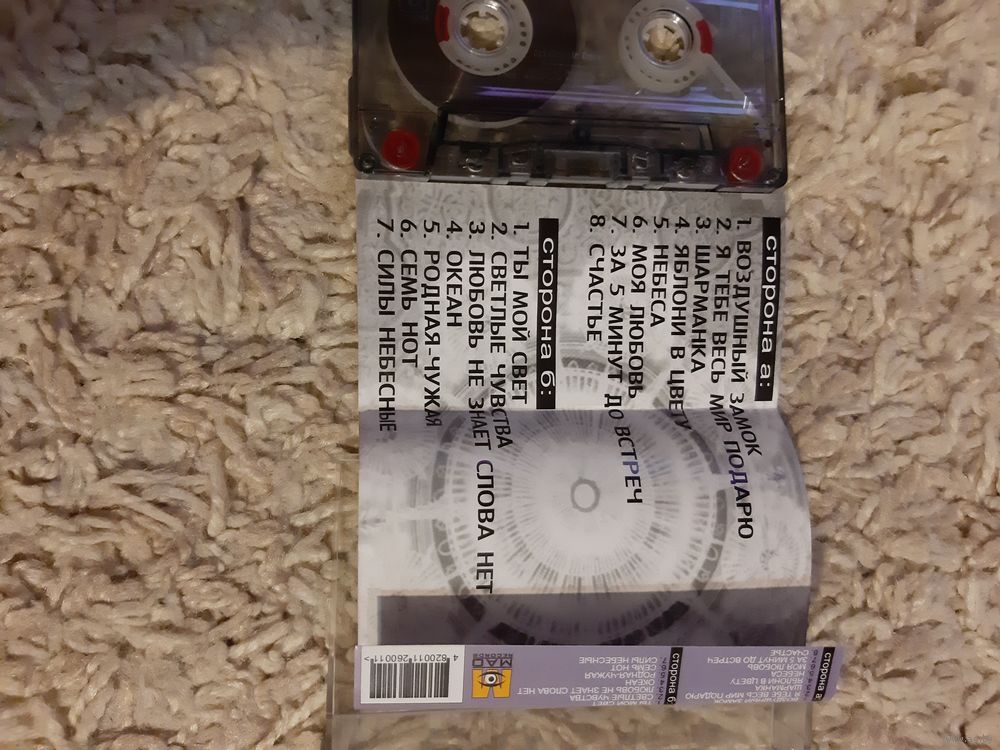 сторона а:
1. ВОЗДУШНЫЙ ЗАМОК
2. Я ТЕБЕ ВЕСЬ МИР ПОДАРЮ
3. ШАРМАНКА
4. ЯБЛОНИ В ЦВЕТУ
5. НЕБЕСА
6. МОЯ ЛЮБОВЬ
7. ЗА 5 МИНУТ ДО ВСТРЕЧ
8. СЧАСТЬЕ
сторона б:
1. ТЫ МОЙ СВЕТ
2. СВЕТЛЫЕ ЧУВСТВА
3. ЛЮБОВЬ НЕ ЗНАЕТ СЛОВА НЕТ
4. ОКЕАН
5. РОДНАЯ-ЧУЖАЯ
6. СЕМЬ НОТ
7. СИЛЫ НЕБЕСНЫЕ
сторона а
ВОЗДУШНЫЙ ЗАМОК
Я ТЕБЕ ВЕСЬ МИР ПОДАРЮ
ШАРМАНКА
ЯБЛОНИ В ЦВЕТУ
НЕБЕСА
МОЯ ЛЮБОВЬ
ЗА 5 МИНУТ ДО ВСТРЕЧ
СЧАСТЬЕ
сторона б
ТЫ МОЙ СВЕТ
СВЕТЛЫЕ ЧУВСТВА
ЛЮБОВЬ НЕ ЗНАЕТ СЛОВА НЕТ
ОКЕАН
РОДНАЯ-ЧУЖАЯ
СЕМЬ НОТ
СИЛЫ НЕБЕСНЫЕ
MAD
RECORDS
4 620011 260011 >